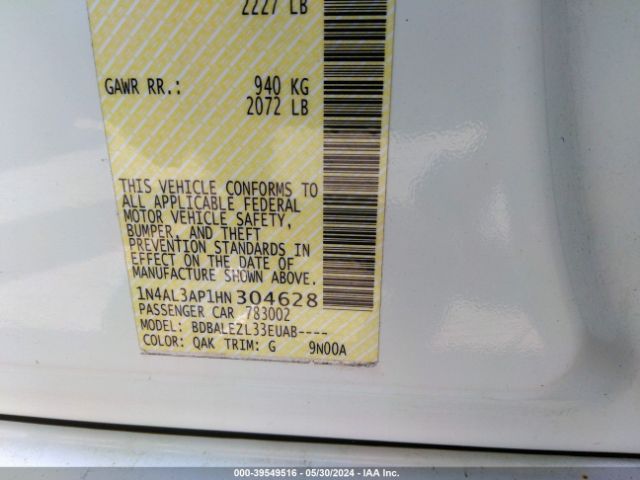 2227 LB
GAWR RR.: 940 KG
2072 LB
THIS VEHICLE CONFORMS TO
ALL APPLICABLE FEDERAL
MOTOR VEHICLE SAFETY,
BUMPER, AND THEFT
PREVENTION STANDARDS IN
EFFECT ON THE DATE OF
MANUFACTURE SHOWN ABOVE.
1N4AL3AP1HN304628
PASSENGER CAR 783002
MODEL: BDBALEZL33EUAB----
COLOR: QAK TRIM: G 9N00A
000-39549516 - 05/30/2024 - IAA Inc.